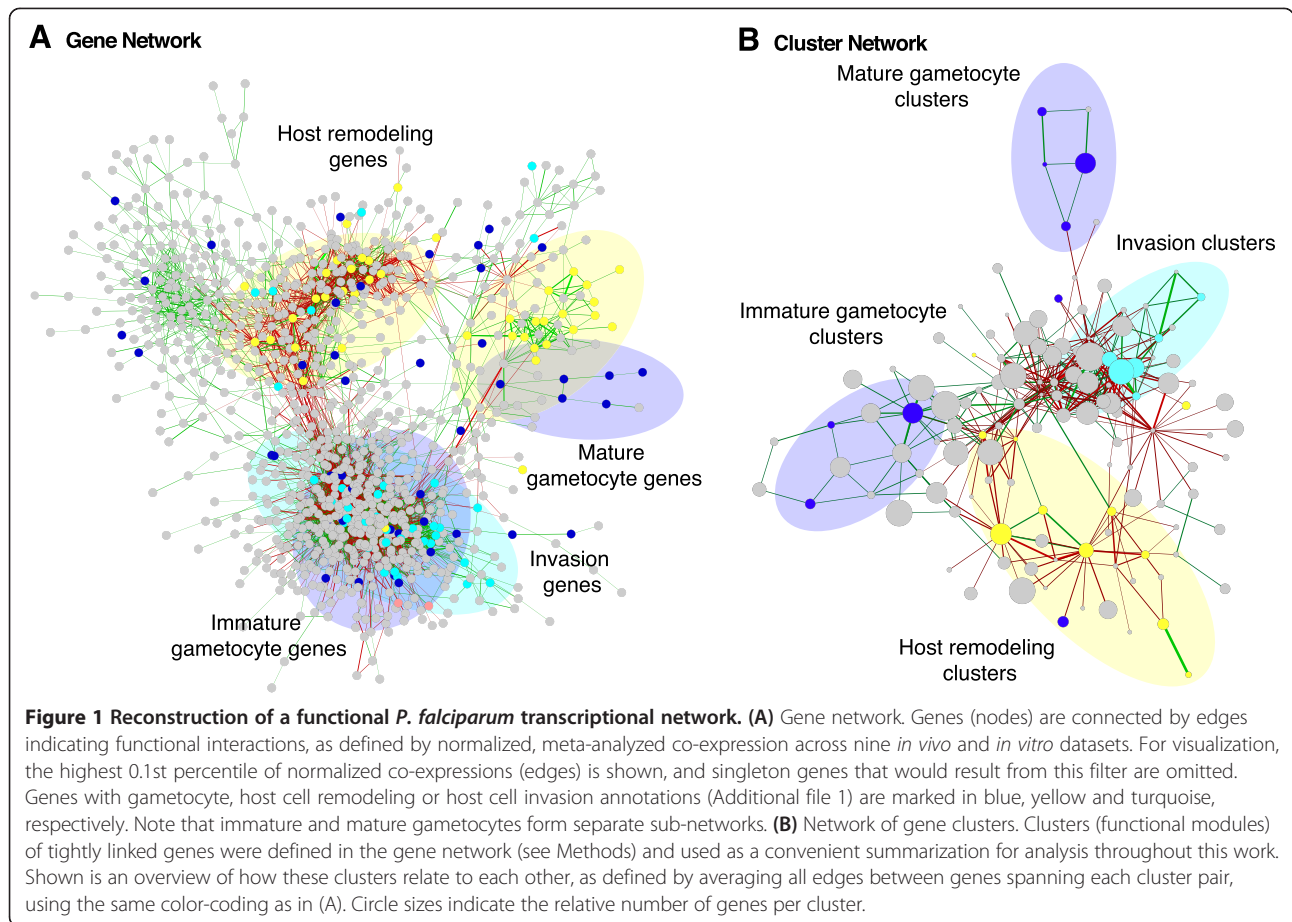 A Gene Network
Host remodeling
genes
Mature
gametocyte genes
Invasion
genes
Immature
gametocyte genes
B Cluster Network
Mature gametocyte
clusters
Invasion clusters
Immature gametocyte
clusters
Host remodeling
clusters
Figure 1 Reconstruction of a functional P. falciparum transcriptional network. (A) Gene network. Genes (nodes) are connected by edges
indicating functional interactions, as defined by normalized, meta-analyzed co-expression across nine in vivo and in vitro datasets. For visualization,
the highest 0.1st percentile of normalized co-expressions (edges) is shown, and singleton genes that would result from this filter are omitted.
Genes with gametocyte, host cell remodeling or host cell invasion annotations (Additional file 1) are marked in blue, yellow and turquoise,
respectively. Note that immature and mature gametocytes form separate sub-networks. (B) Network of gene clusters. Clusters (functional modules)
of tightly linked genes were defined in the gene network (see Methods) and used as a convenient summarization for analysis throughout this work.
Shown is an overview of how these clusters relate to each other, as defined by averaging all edges between genes spanning each cluster pair,
using the same color-coding as in (A). Circle sizes indicate the relative number of genes per cluster.